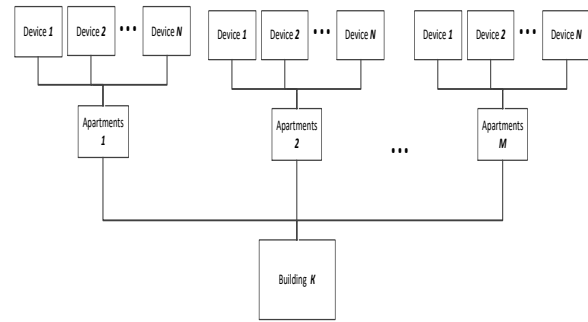 Device 1 Device 2 ••• Device N Device 1 Device 2 ••• Device N Device 1 Device 2 ••• Device N
Apartments
1
Apartments
2
•••
Apartments
M
Building K